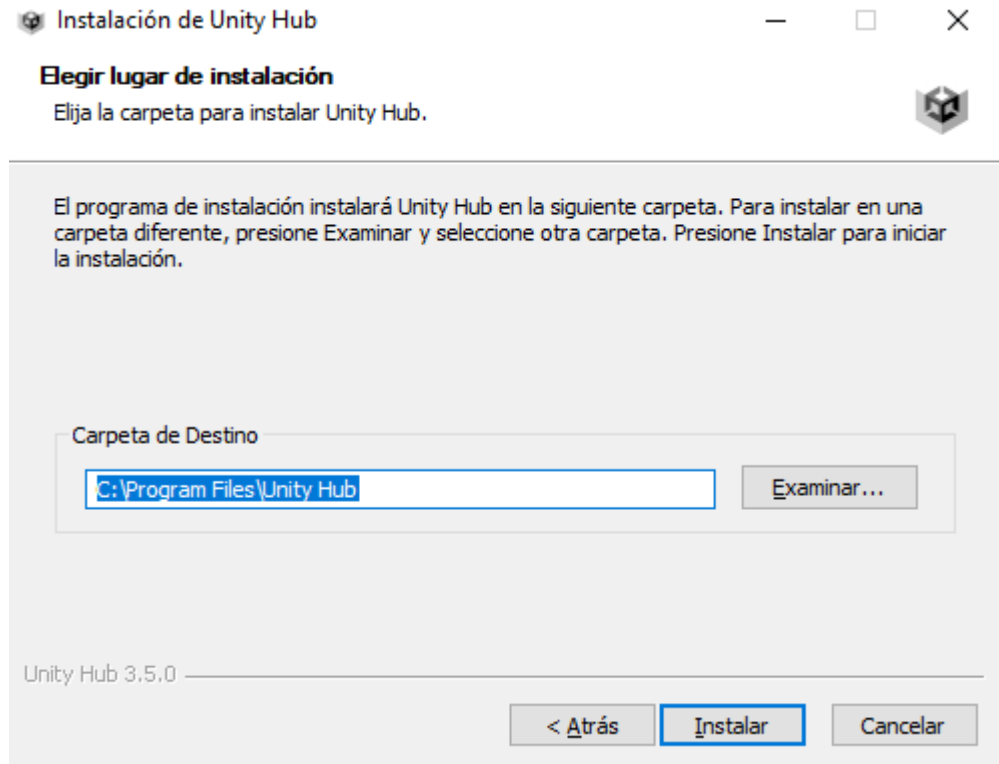 Instalación de Unity Hub
Elegir lugar de instalación
Elija la carpeta para instalar Unity Hub.
El programa de instalación instalará Unity Hub en la siguiente carpeta. Para instalar en una
carpeta diferente, presione Examinar y seleccione otra carpeta. Presione Instalar para iniciar
la instalación.
Carpeta de Destino
C:\Program Files\Unity Hub
Examinar...
Unity Hub 3.5.0
< Atrás
Instalar
Cancelar